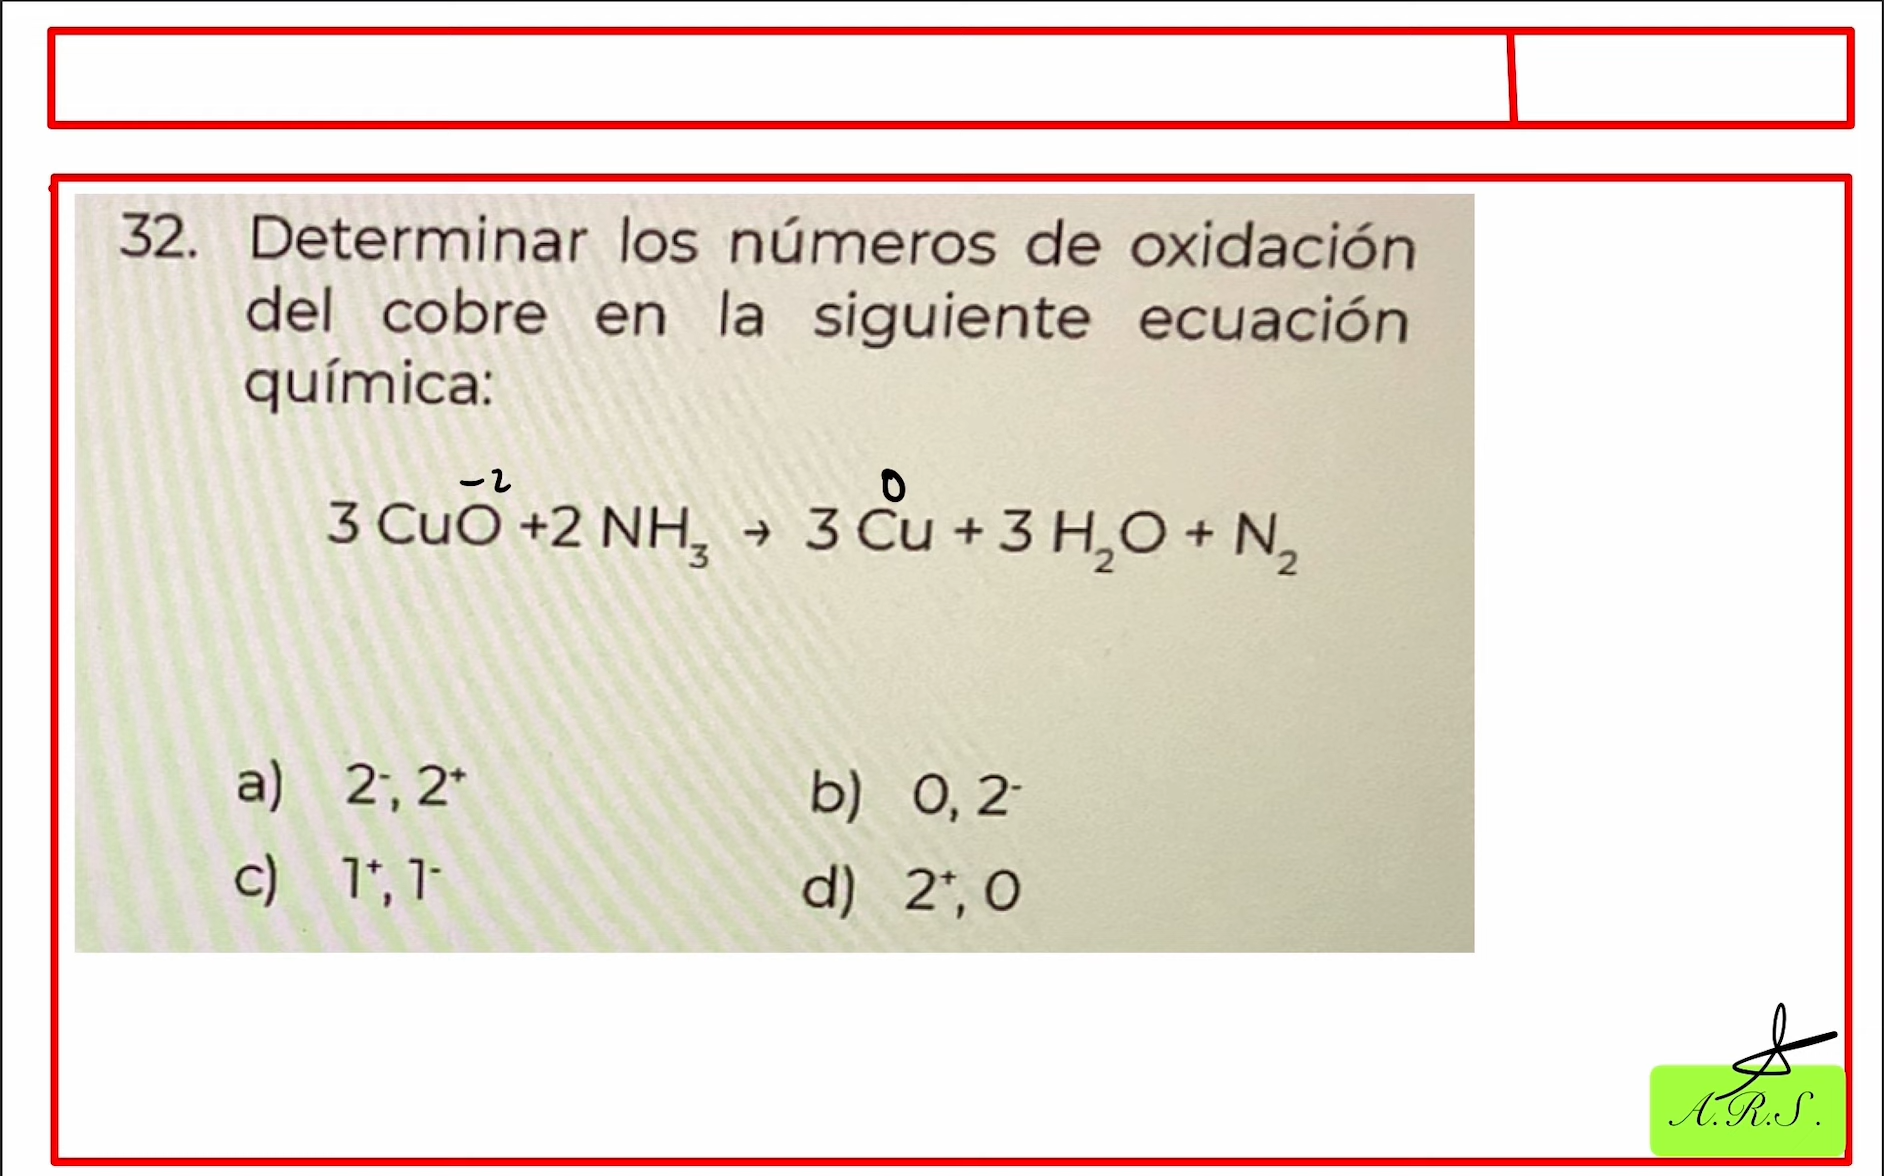 32. Determinar los números de oxidación
del cobre en la siguiente ecuación
química:
-2 0
3 CuO +2 NH₃ → 3 Cu + 3 H₂O + N₂
a) 2⁻, 2⁺ b) 0, 2⁻
c) 1⁺, 1⁻ d) 2⁺, 0
A.R.S.